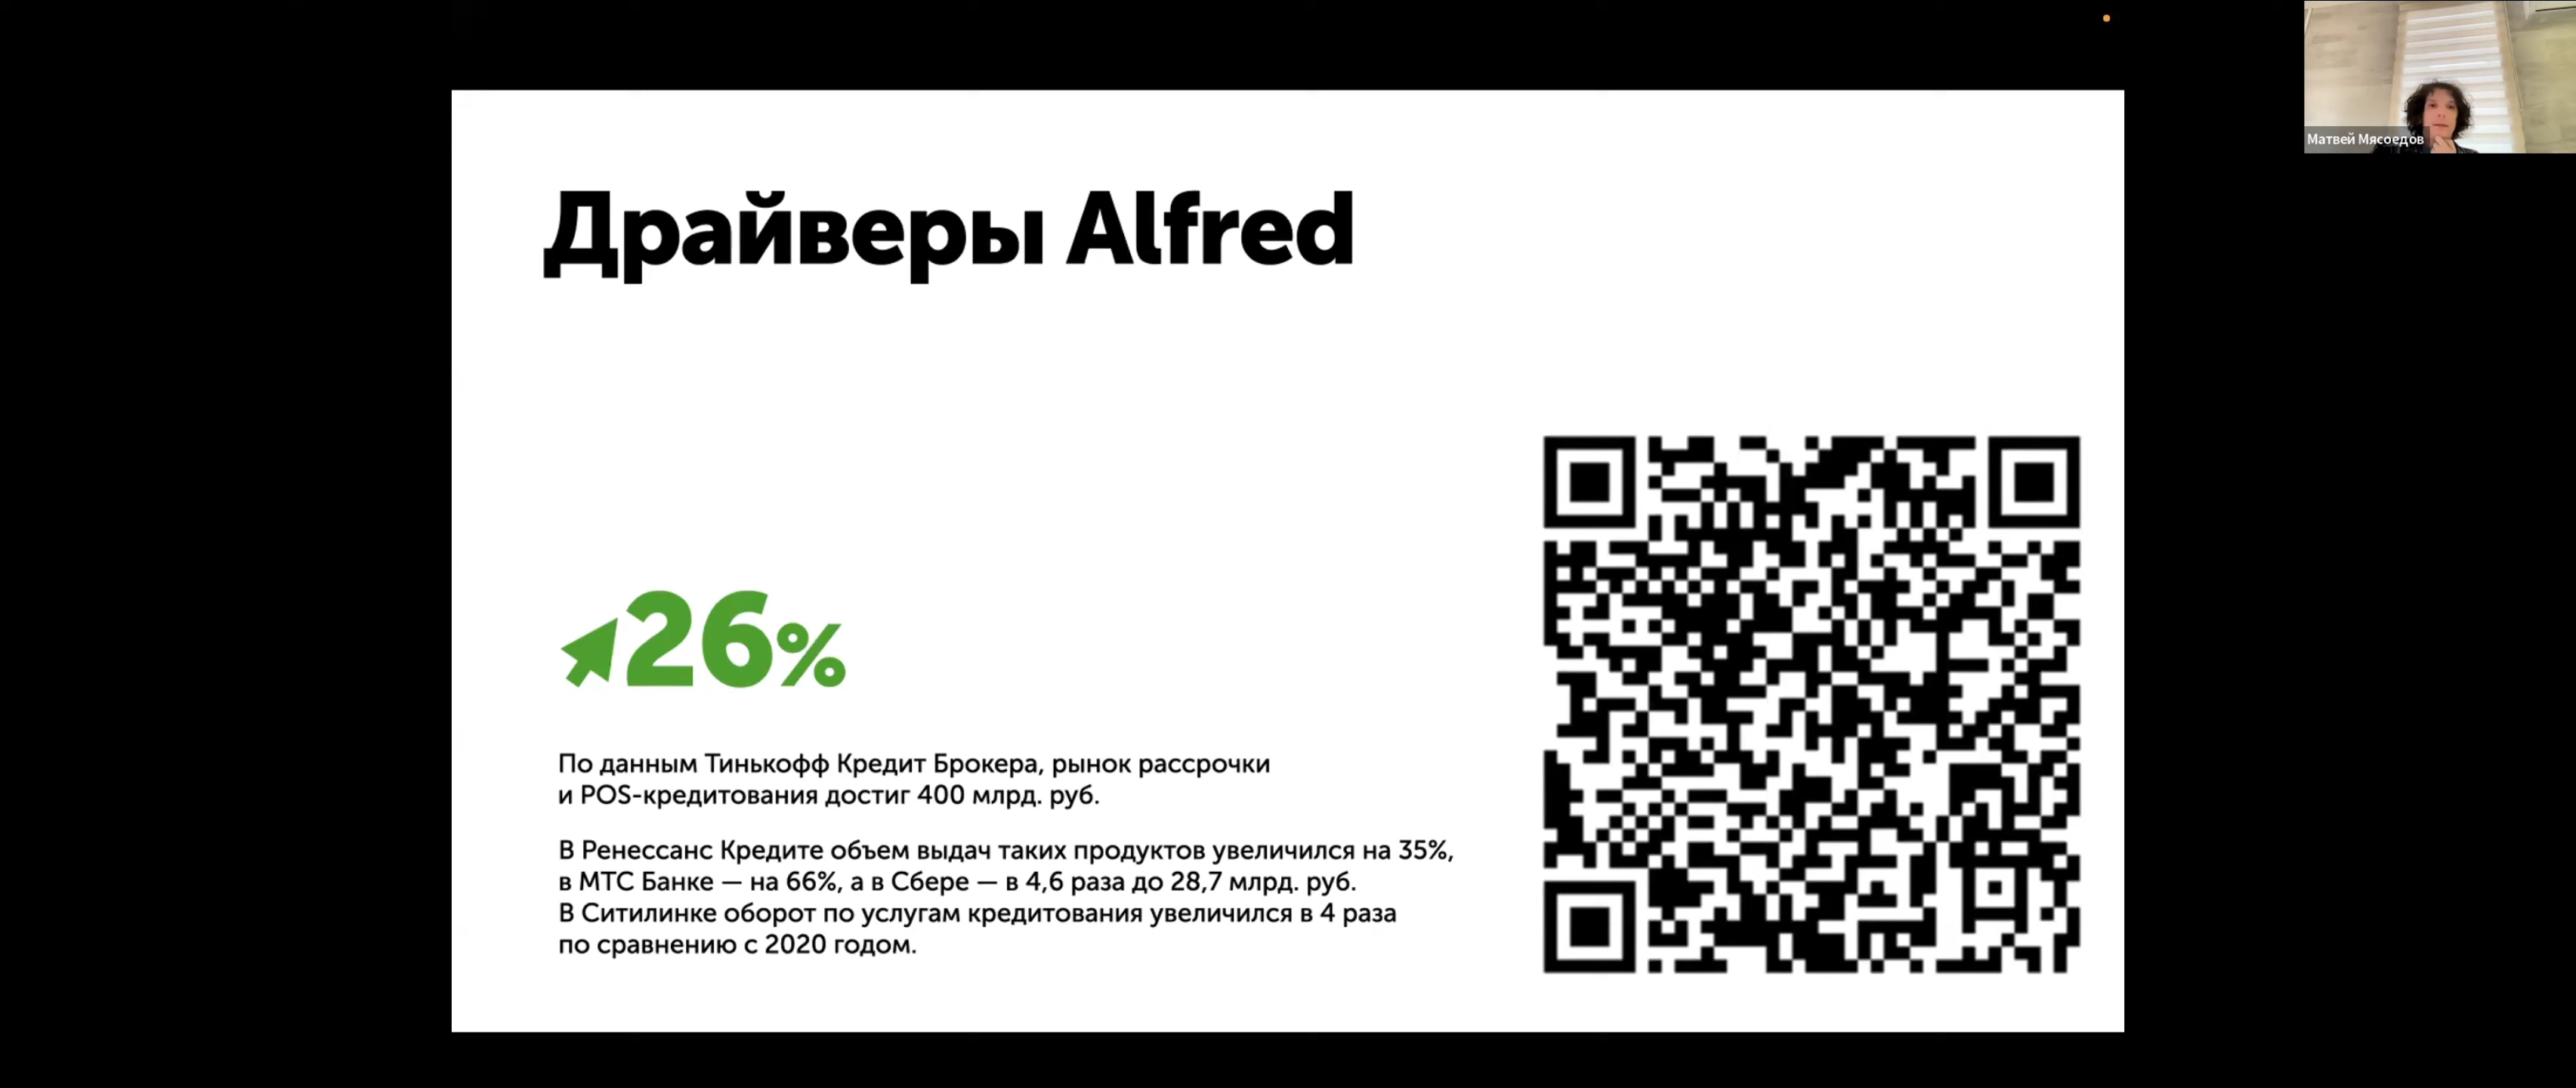 Матвей Мясоедов
Драйверы Alfred
26%
По данным Тинькофф Кредит Брокера, рынок рассрочки
и POS-кредитования достиг 400 млрд. руб.
В Ренессанс Кредите объем выдач таких продуктов увеличился на 35%,
в МТС Банке — на 66%, а в Сбере — в 4,6 раза до 28,7 млрд. руб.
В Ситилинке оборот по услугам кредитования увеличился в 4 раза
по сравнению с 2020 годом.